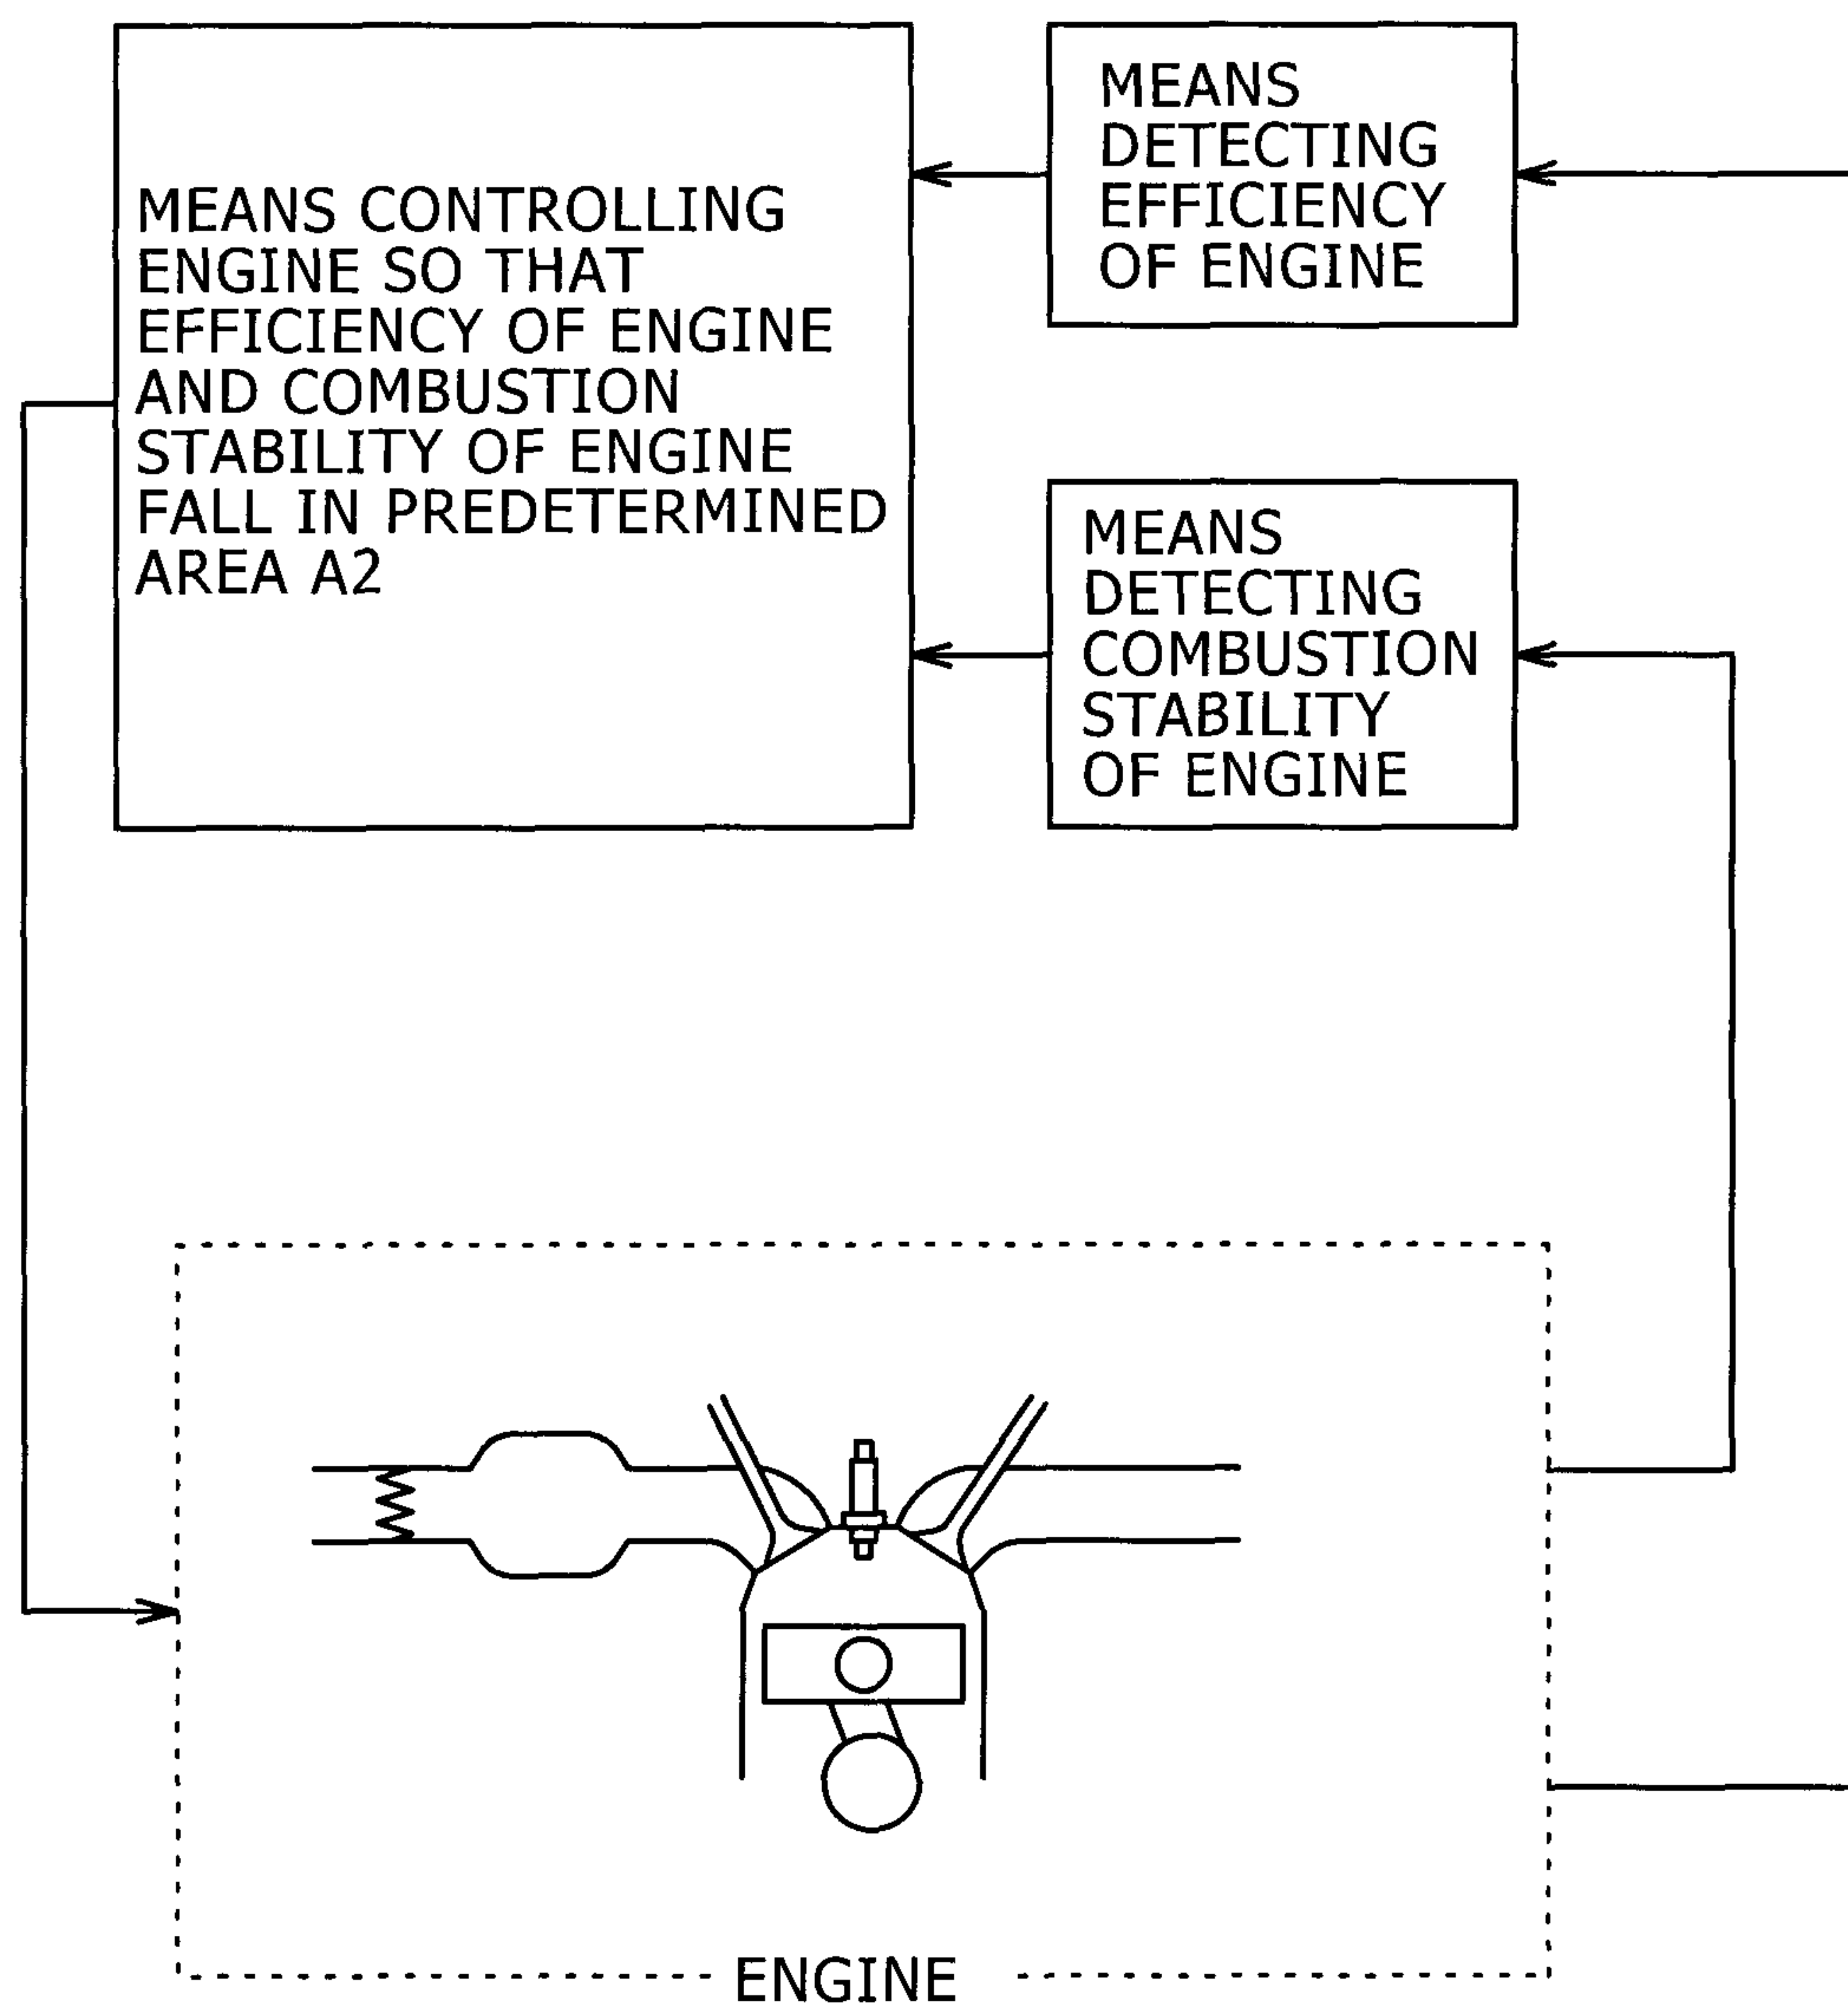 MEANS CONTROLLING
ENGINE SO THAT
EFFICIENCY OF ENGINE
AND COMBUSTION
STABILITY OF ENGINE
FALL IN PREDETERMINED
AREA A2
MEANS
DETECTING
EFFICIENCY
OF ENGINE
MEANS
DETECTING
COMBUSTION
STABILITY
OF ENGINE
ENGINE